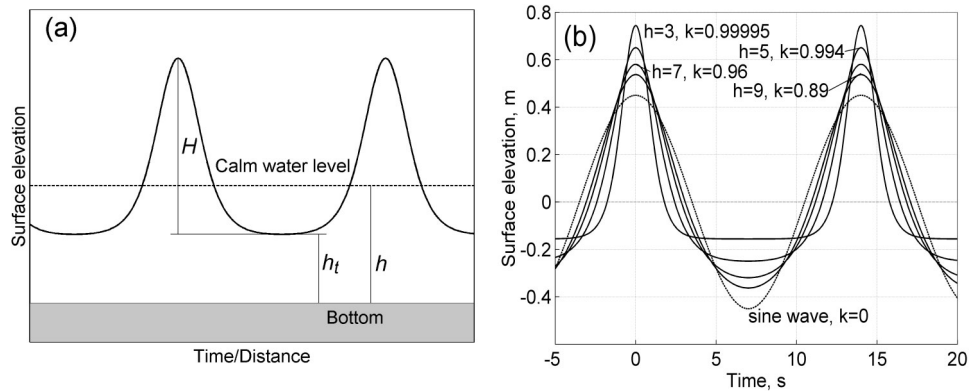 (a)
H
Calm water level
h_t
h
Bottom
Surface elevation
Time/Distance
(b)
0.8
0.6
0.4
0.2
0
-0.2
-0.4
Surface elevation, m
h=3, k=0.99995
h=5, k=0.994
h=7, k=0.96
h=9, k=0.89
sine wave, k=0
-5 0 5 10 15 20
Time, s